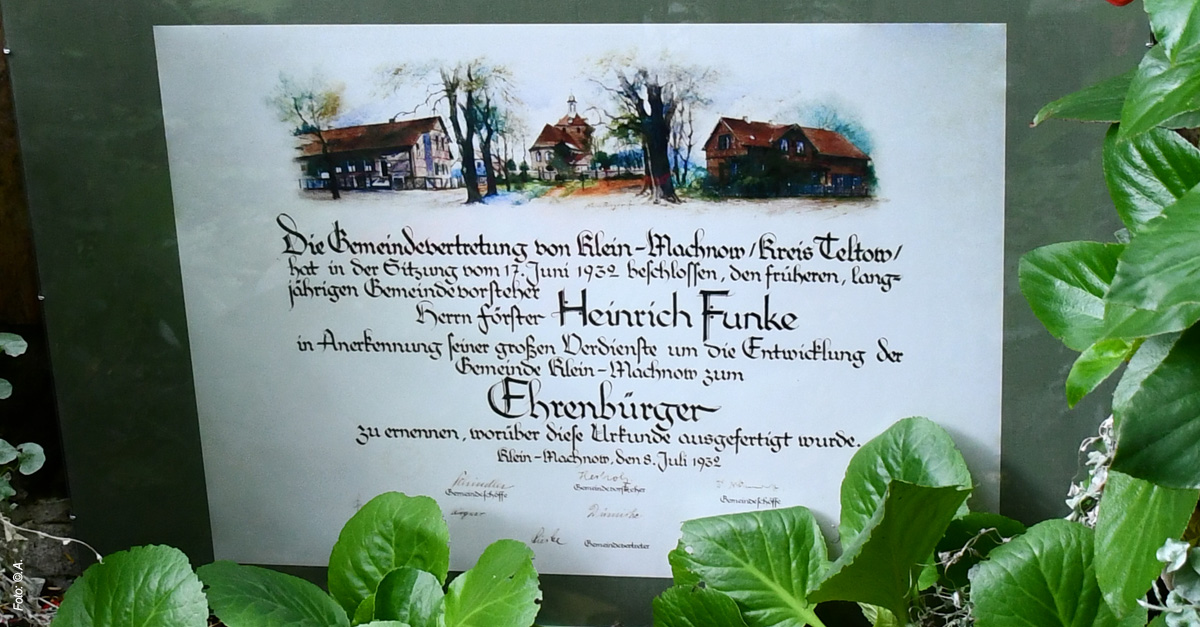 Die Gemeindevertretung von Klein-Machnow/Kreis Teltow/
hat in der Sitzung vom 17. Juni 1932 beschlossen, den früheren, lang=
jährigen Gemeindevorsteher
Herrn Förster Heinrich Funke
in Anerkennung seiner großen Verdienste um die Entwicklung der
Gemeinde Klein-Machnow zum
Ehrenbürger
zu ernennen, worüber diese Urkunde ausgefertigt wurde.
Klein-Machnow, den 8. Juli 1932
Gemeindeschöffe Gemeindevorsteher Gemeindeschöffe
Gemeindevertreter
Foto: ©A.